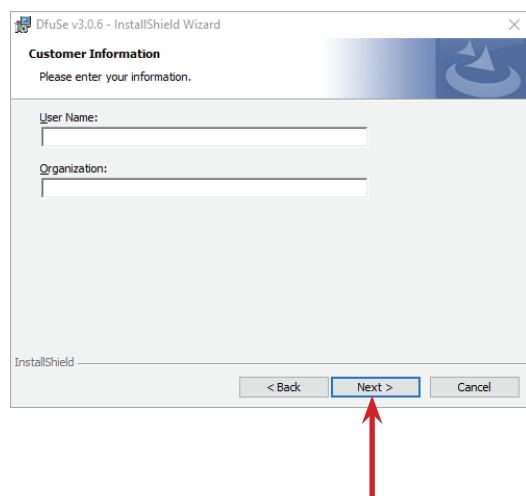 DfuSe v3.0.6 - InstallShield Wizard
Customer Information
Please enter your information.
User Name:
Organization:
InstallShield
< Back Next > Cancel